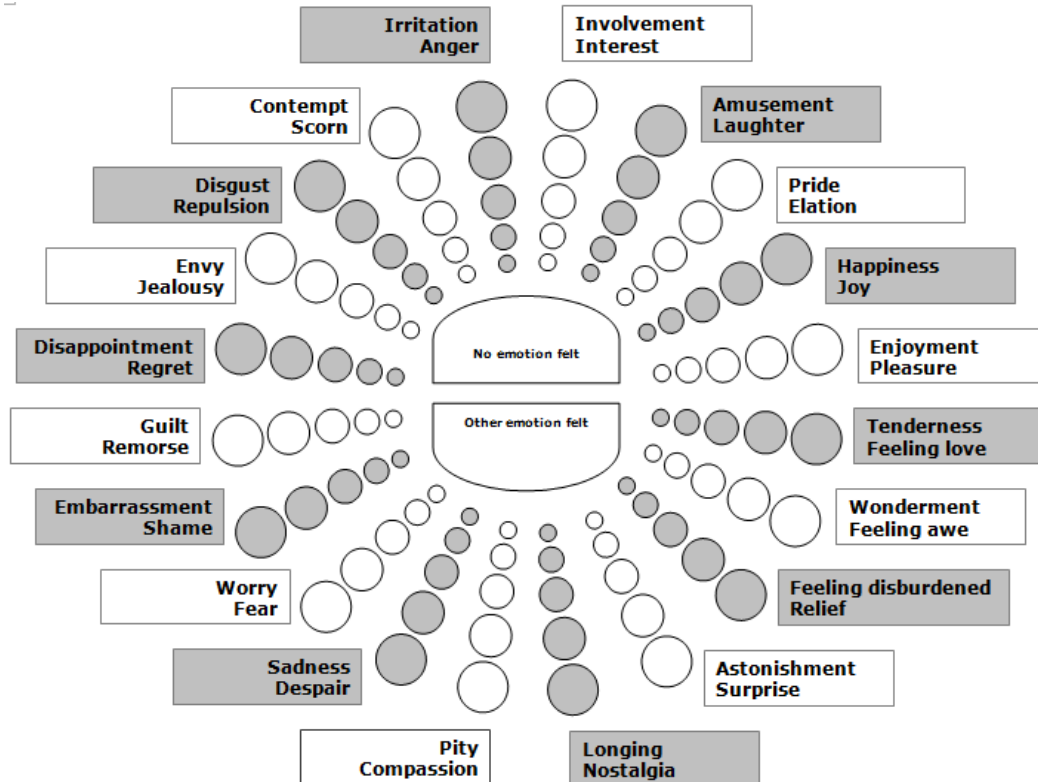 Irritation
Anger
Involvement
Interest
Contempt
Scorn
Amusement
Laughter
Disgust
Repulsion
Pride
Elation
Envy
Jealousy
Happiness
Joy
Disappointment
Regret
No emotion felt
Enjoyment
Pleasure
Guilt
Remorse
Other emotion felt
Tenderness
Feeling love
Embarrassment
Shame
Wonderment
Feeling awe
Worry
Fear
Feeling disburdened
Relief
Sadness
Despair
Astonishment
Surprise
Pity
Compassion
Longing
Nostalgia